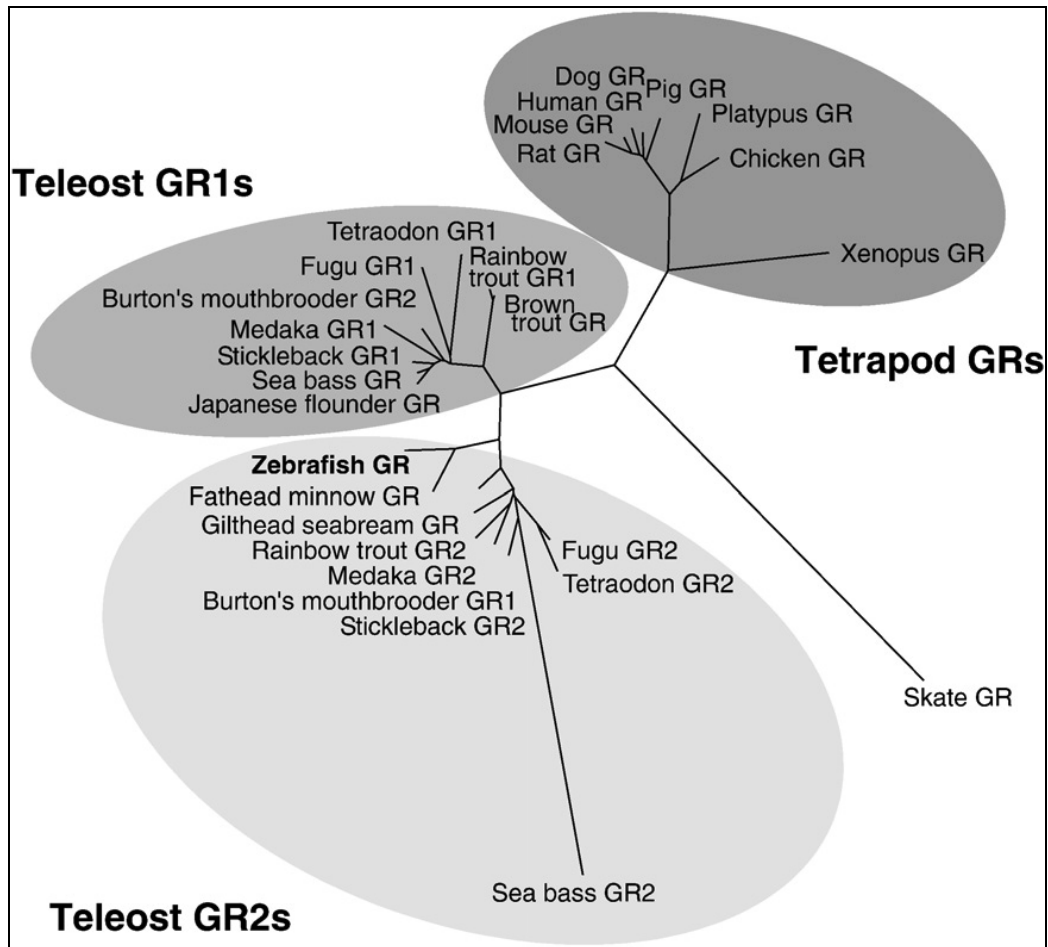 Dog GR
Pig GR
Human GR
Platypus GR
Mouse GR
Rat GR
Chicken GR
Teleost GR1s
Tetraodon GR1
Rainbow
trout GR1
Xenopus GR
Fugu GR1
Burton's mouthbrooder GR2
Brown
trout GR
Medaka GR1
Stickleback GR1
Tetrapod GRs
Sea bass GR
Japanese flounder GR
Zebrafish GR
Fathead minnow GR
Gilthead seabream GR
Rainbow trout GR2
Fugu GR2
Medaka GR2
Tetraodon GR2
Burton's mouthbrooder GR1
Stickleback GR2
Skate GR
Sea bass GR2
Teleost GR2s